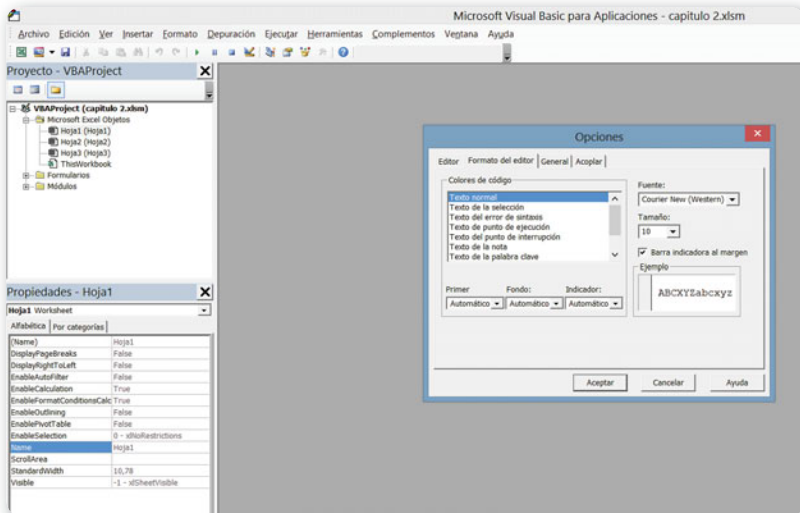 Microsoft Visual Basic para Aplicaciones - capitulo 2.xlsm
Archivo Edición Ver Insertar Formato Depuración Ejecutar Herramientas Complementos Ventana Ayuda
Proyecto - VBAProject
VBAProject (capitulo 2.xlsm)
Microsoft Excel Objetos
Hoja1 (Hoja1)
Hoja2 (Hoja2)
Hoja3 (Hoja3)
ThisWorkbook
Formularios
Módulos
Propiedades - Hoja1
Hoja1 Worksheet
Alfabética Por categorías
(Name) Hoja1
DisplayPageBreaks False
DisplayRightToLeft False
EnableAutoFilter False
EnableCalculation True
EnableFormatConditionsCalc True
EnableOutlining False
EnablePivotTable False
EnableSelection 0 - xlNoRestrictions
Name Hoja1
ScrollArea
StandardWidth 10,78
Visible -1 - xlSheetVisible
Opciones
Editor Formato del editor General Acoplar
Colores de código
Texto normal
Texto de la selección
Texto del error de sintaxis
Texto de punto de ejecución
Texto del punto de interrupción
Texto de la nota
Texto de la palabra clave
Primer Fondo: Indicador:
Automático Automático Automático
Fuente:
Courier New (Western)
Tamaño:
10
Barra indicadora al margen
Ejemplo
ABCXYZabcxyz
Aceptar Cancelar Ayuda